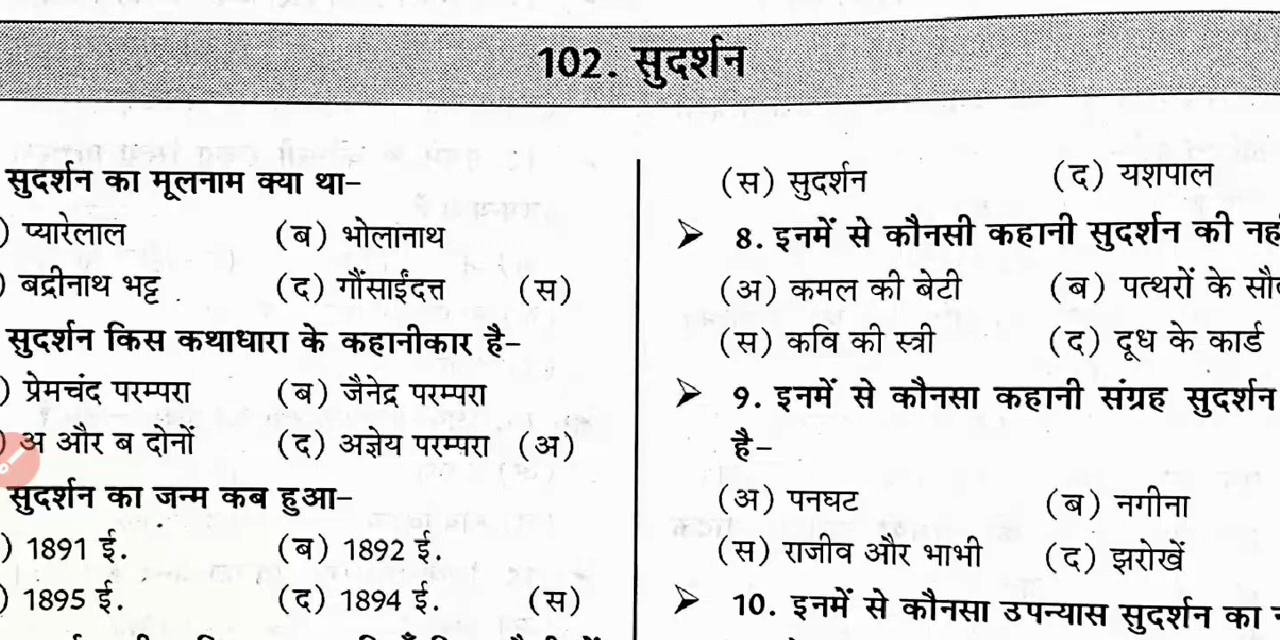 102. सुदर्शन
सुदर्शन का मूलनाम क्या था-
) प्यारेलाल (ब) भोलानाथ
) बद्रीनाथ भट्ट (द) गौंसाईंदत्त (स)
सुदर्शन किस कथाधारा के कहानीकार है-
) प्रेमचंद परम्परा (ब) जैनेद्र परम्परा
) अ और ब दोनों (द) अज्ञेय परम्परा (अ)
सुदर्शन का जन्म कब हुआ-
) 1891 ई. (ब) 1892 ई.
) 1895 ई. (द) 1894 ई. (स)
(स) सुदर्शन (द) यशपाल
8. इनमें से कौनसी कहानी सुदर्शन की
(अ) कमल की बेटी (ब) पत्थरों के
(स) कवि की स्त्री (द) दूध के कार्ड
9. इनमें से कौनसा कहानी संग्रह सुदर्शन
है-
(अ) पनघट (ब) नगीना
(स) राजीव और भाभी (द) झरोखें
10. इनमें से कौनसा उपन्यास सुदर्शन का